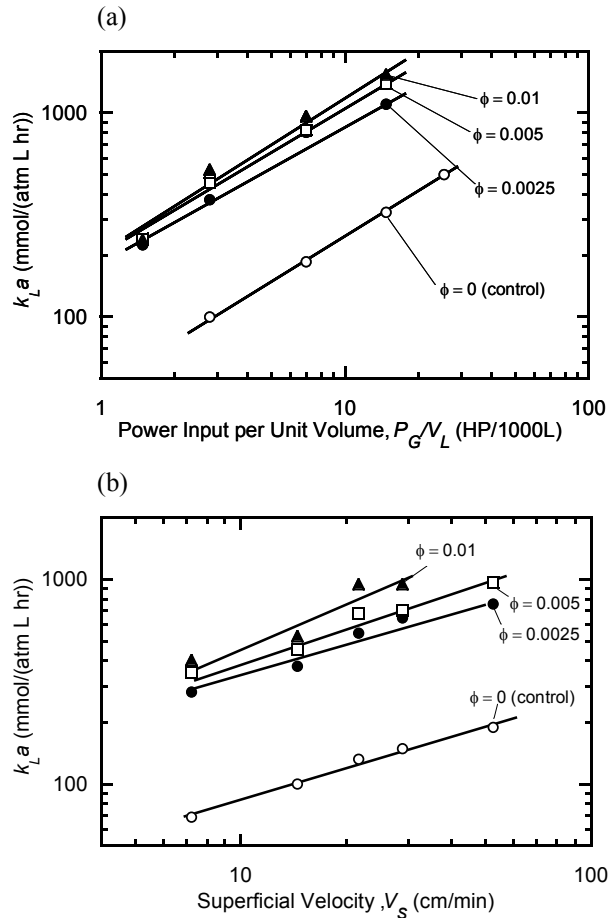 (a)
1000
100
k_L a (mmol/(atm L hr))
ϕ = 0.01
ϕ = 0.005
ϕ = 0.0025
ϕ = 0 (control)
1 10 100
Power Input per Unit Volume, P_G/V_L (HP/1000L)
(b)
1000
100
k_L a (mmol/(atm L hr))
ϕ = 0.01
ϕ = 0.005
ϕ = 0.0025
ϕ = 0 (control)
10 100
Superficial Velocity ,V_S (cm/min)